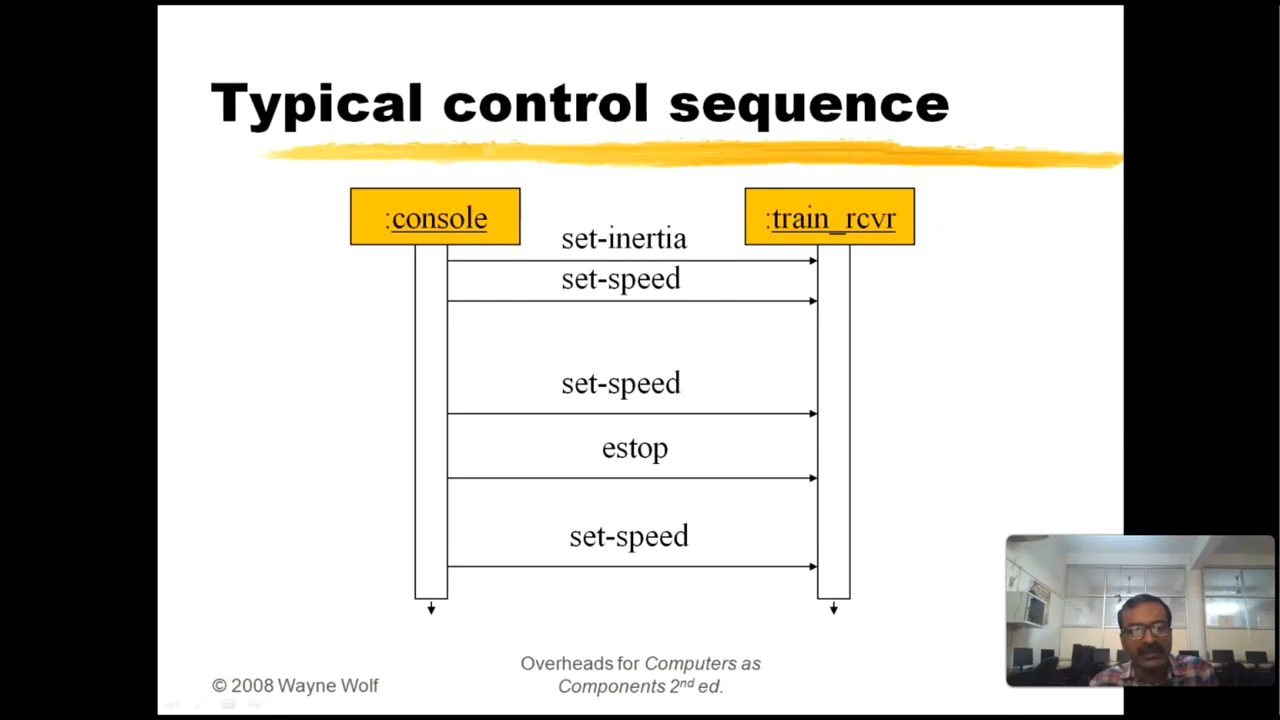 Typical control sequence
:console
:train_rcvr
set-inertia
set-speed
set-speed
estop
set-speed
© 2008 Wayne Wolf
Overheads for Computers as
Components 2nd ed.